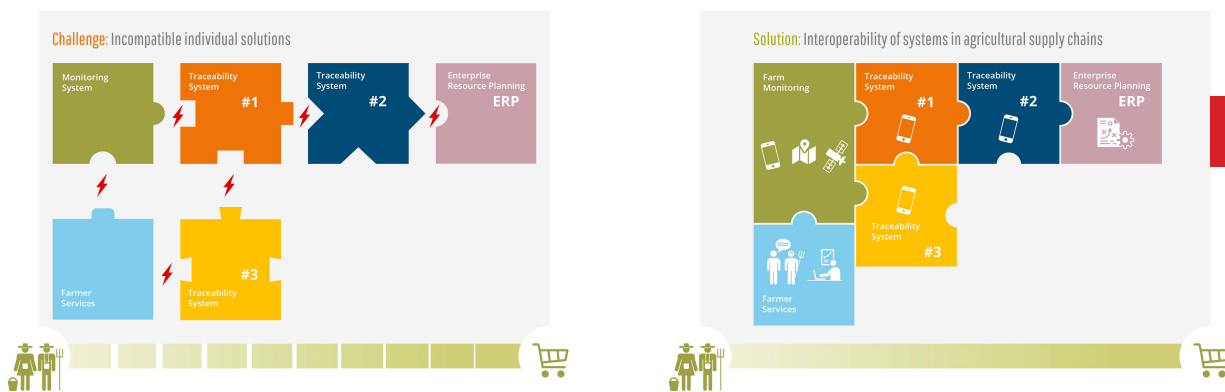 Challenge: Incompatible individual solutions
Monitoring
System
Traceability
System
#1
Traceability
System
#2
Enterprise
Resource Planning
ERP
Farmer
Services
#3
Traceability
System
Solution: Interoperability of systems in agricultural supply chains
Farm
Monitoring
Traceability
System
#1
Traceability
System
#2
Enterprise
Resource Planning
ERP
Traceability
System
#3
Farmer
Services